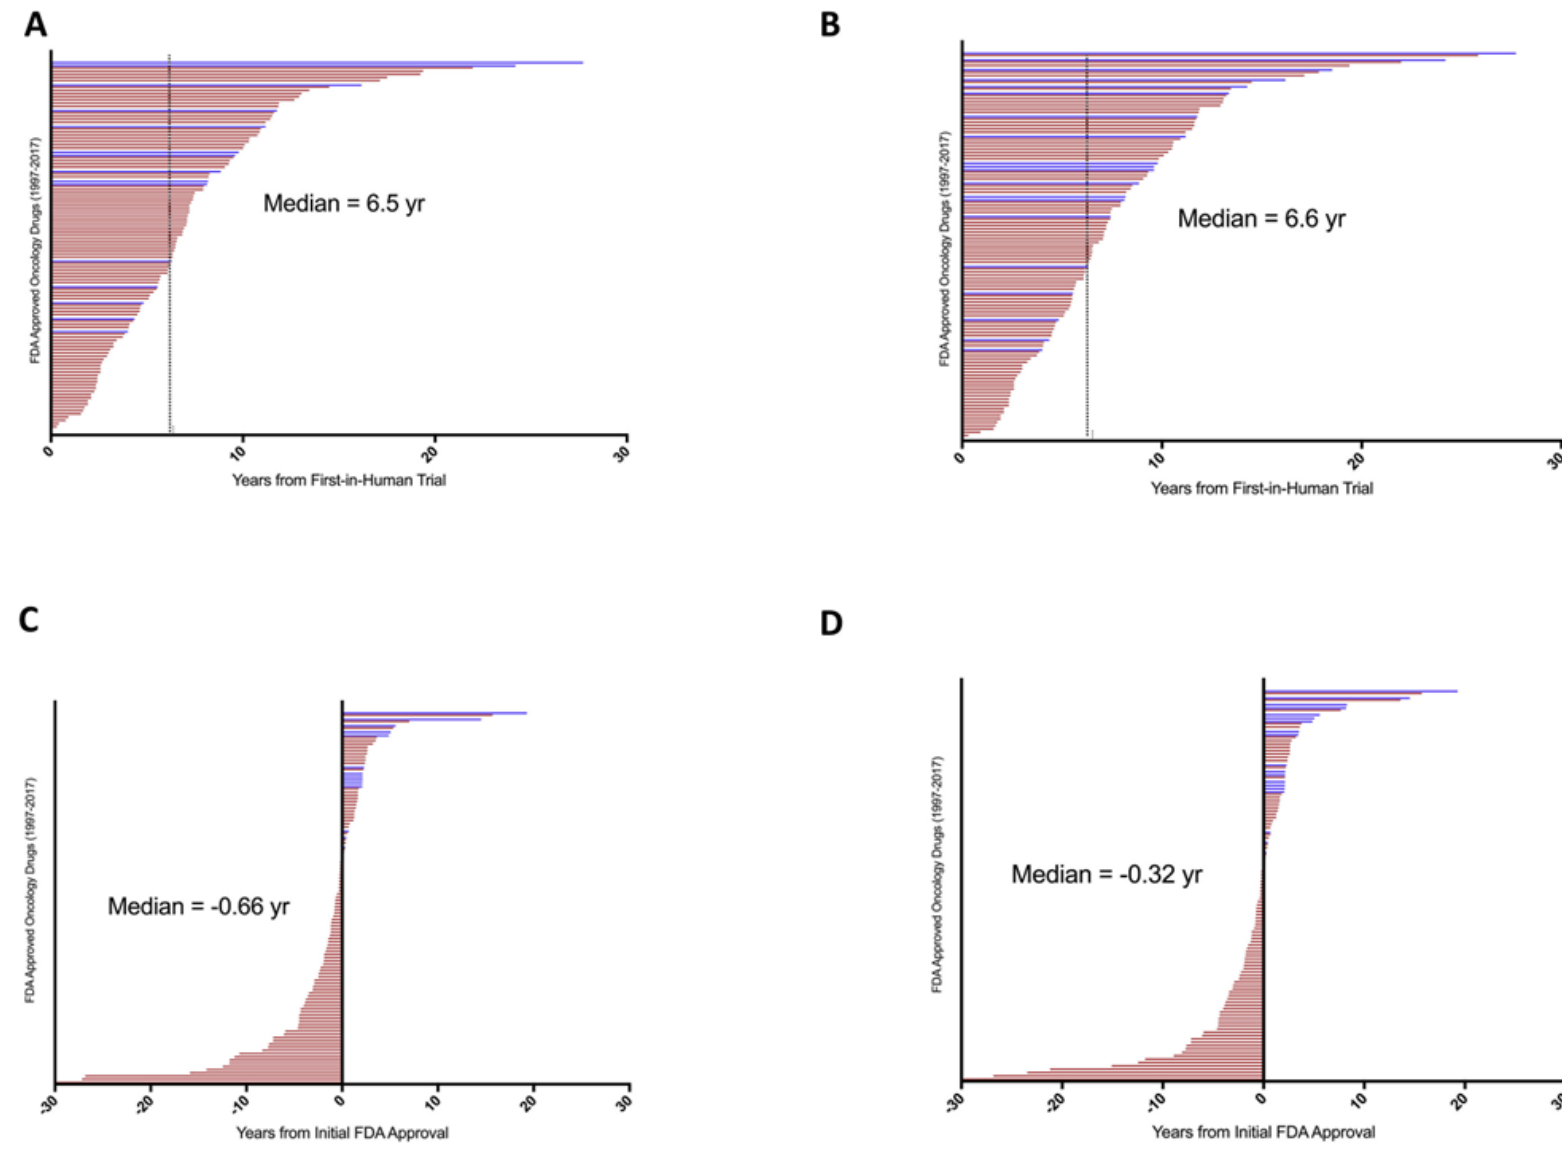 A
FDA Approved Oncology Drugs (1997-2017)
Median = 6.5 yr
0 10 20 30
Years from First-in-Human Trial
B
FDA Approved Oncology Drugs (1997-2017)
Median = 6.6 yr
0 10 20 30
Years from First-in-Human Trial
C
FDA Approved Oncology Drugs (1997-2017)
Median = -0.66 yr
-30 -20 -10 0 10 20 30
Years from Initial FDA Approval
D
FDA Approved Oncology Drugs (1997-2017)
Median = -0.32 yr
-30 -20 -10 0 10 20 30
Years from Initial FDA Approval